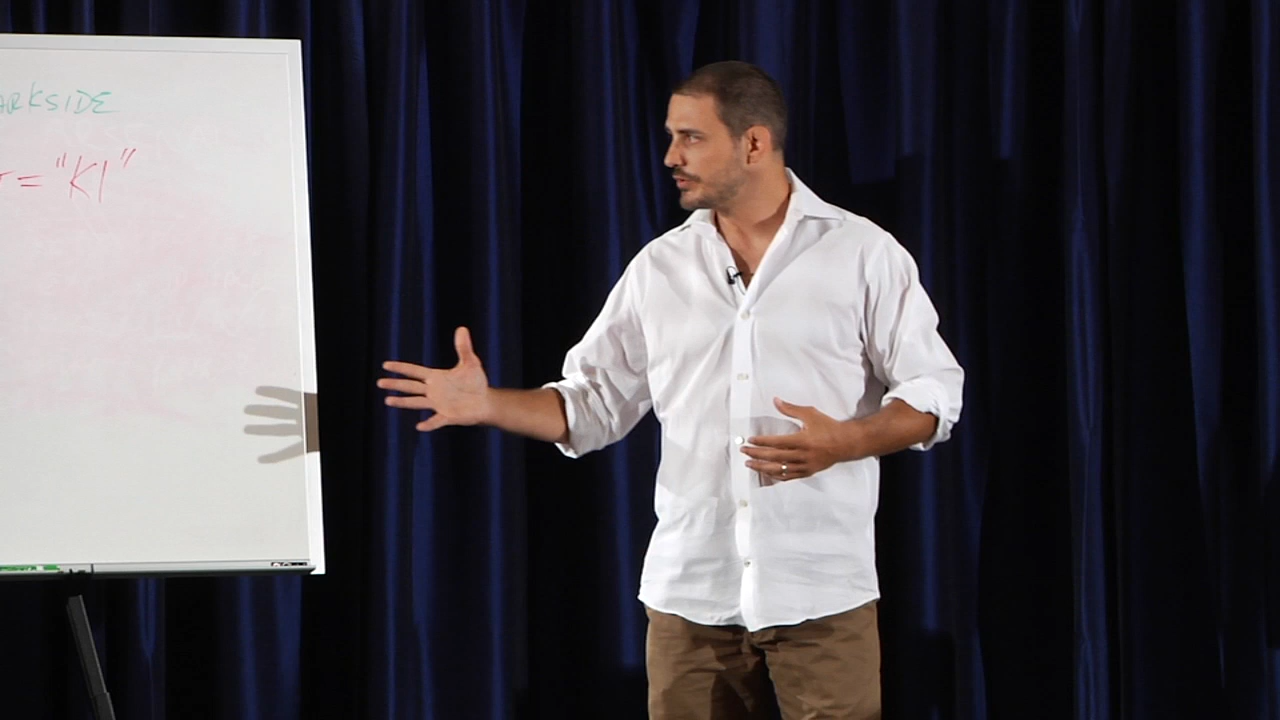 ARKSIDE
= "KI"